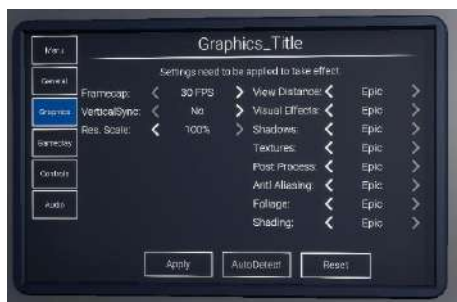 Graphics_Title
Settings need to be applied to take effect.
Menu
General
Graphics
Gameplay
Controls
Audio
Framecap: < 30 FPS >
VerticalSync: < No >
Res. Scale: < 100% >
View Distance: < Epic >
Visual Effects: < Epic >
Shadows: < Epic >
Textures: < Epic >
Post Process: < Epic >
Anti Aliasing: < Epic >
Foliage: < Epic >
Shading: < Epic >
Apply
AutoDetect
Reset